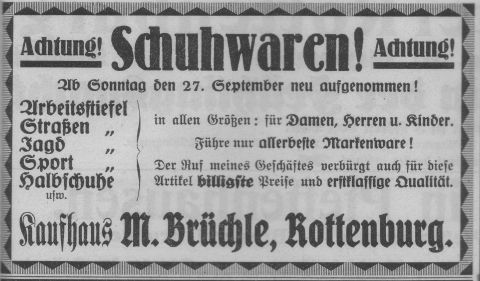 Achtung! Schuhwaren! Achtung!
Ab Sonntag den 27. September neu aufgenommen!
Arbeitsstiefel
Straßen „
Jagd „
Sport „
Halbschuhe
usw.
in allen Größen: für Damen, Herren u. Kinder.
Führe nur allerbeste Markenware!
Der Ruf meines Geschäftes verbürgt auch für diese
Artikel billigste Preise und erstklassige Qualität.
Kaufhaus M. Brüchle, Rottenburg.